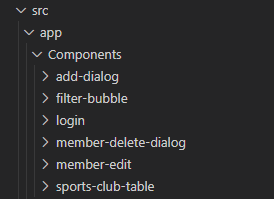 src
app
Components
add-dialog
filter-bubble
login
member-delete-dialog
member-edit
sports-club-table